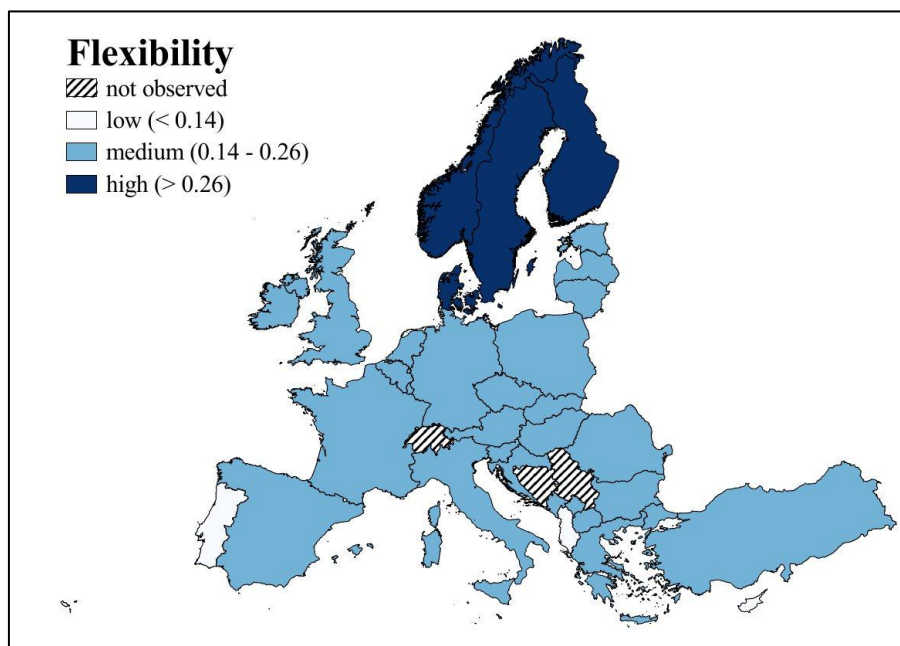 Flexibility
not observed
low (< 0.14)
medium (0.14 - 0.26)
high (> 0.26)